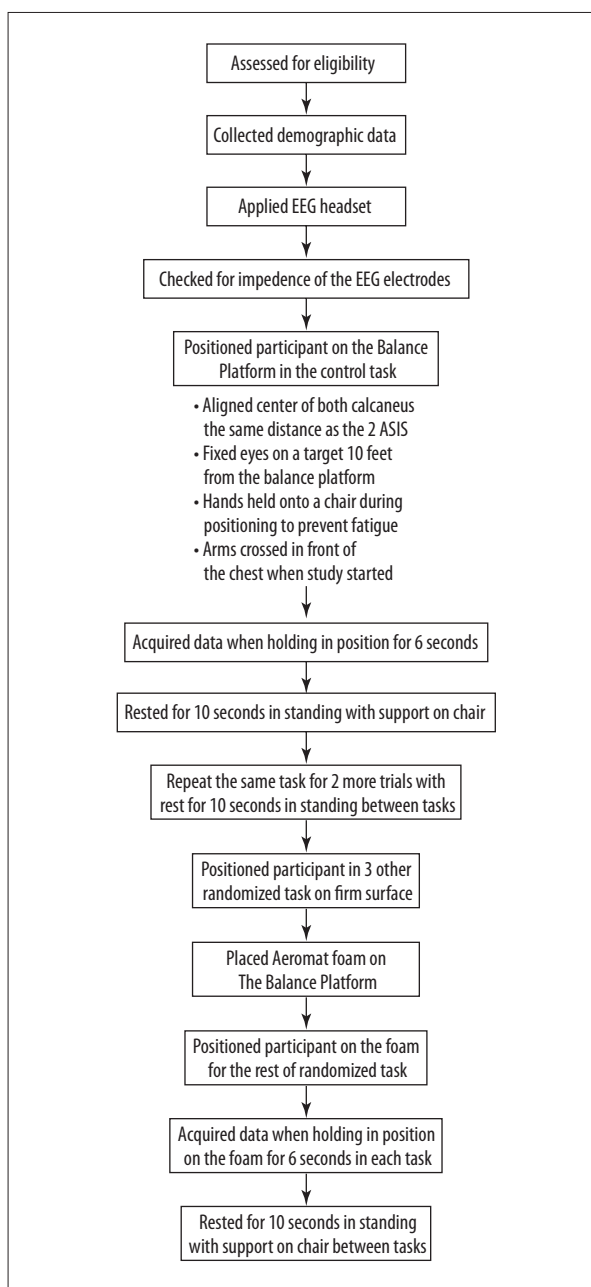 Assessed for eligibility
Collected demographic data
Applied EEG headset
Checked for impedence of the EEG electrodes
Positioned participant on the Balance
Platform in the control task
• Aligned center of both calcaneus
the same distance as the 2 ASIS
• Fixed eyes on a target 10 feet
from the balance platform
• Hands held onto a chair during
positioning to prevent fatigue
• Arms crossed in front of
the chest when study started
Acquired data when holding in position for 6 seconds
Rested for 10 seconds in standing with support on chair
Repeat the same task for 2 more trials with
rest for 10 seconds in standing between tasks
Positioned participant in 3 other
randomized task on firm surface
Placed Aeromat foam on
The Balance Platform
Positioned participant on the foam
for the rest of randomized task
Acquired data when holding in position
on the foam for 6 seconds in each task
Rested for 10 seconds in standing
with support on chair between tasks